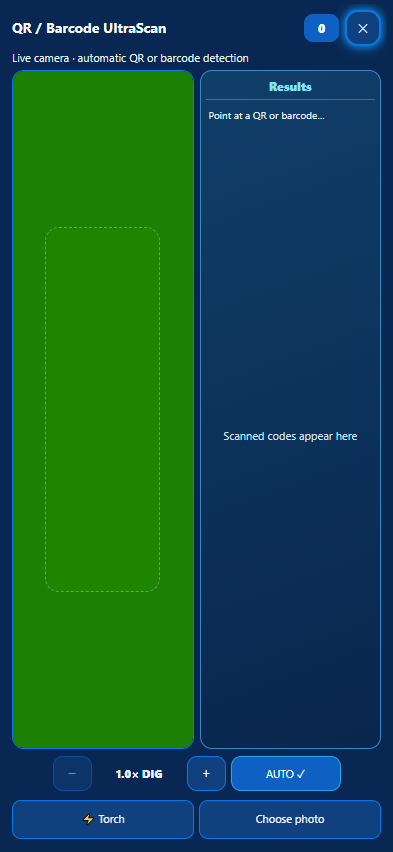 QR / Barcode UltraScan
0
×
Live camera · automatic QR or barcode detection
Results
Point at a QR or barcode...
Scanned codes appear here
−
1.0× DIG
+
AUTO ✓
⚡ Torch
Choose photo